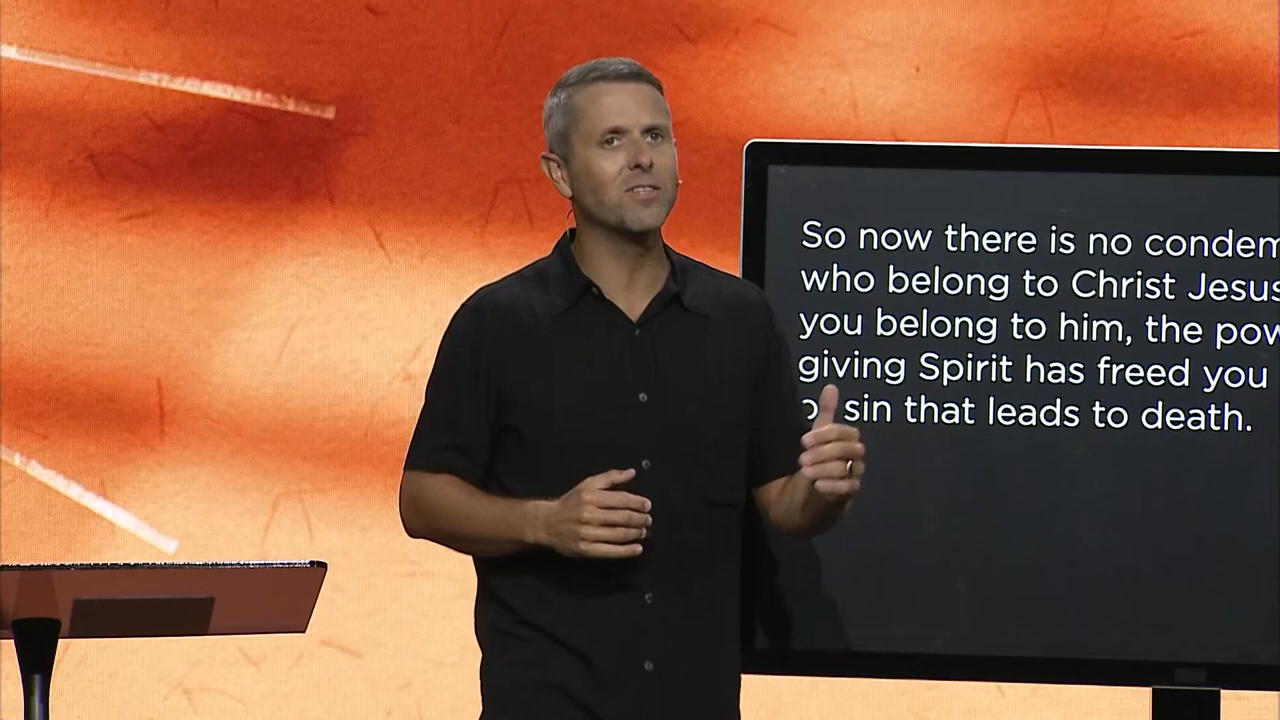 So now there is no condem
who belong to Christ Jesus
you belong to him, the pow
giving Spirit has freed you
of sin that leads to death.